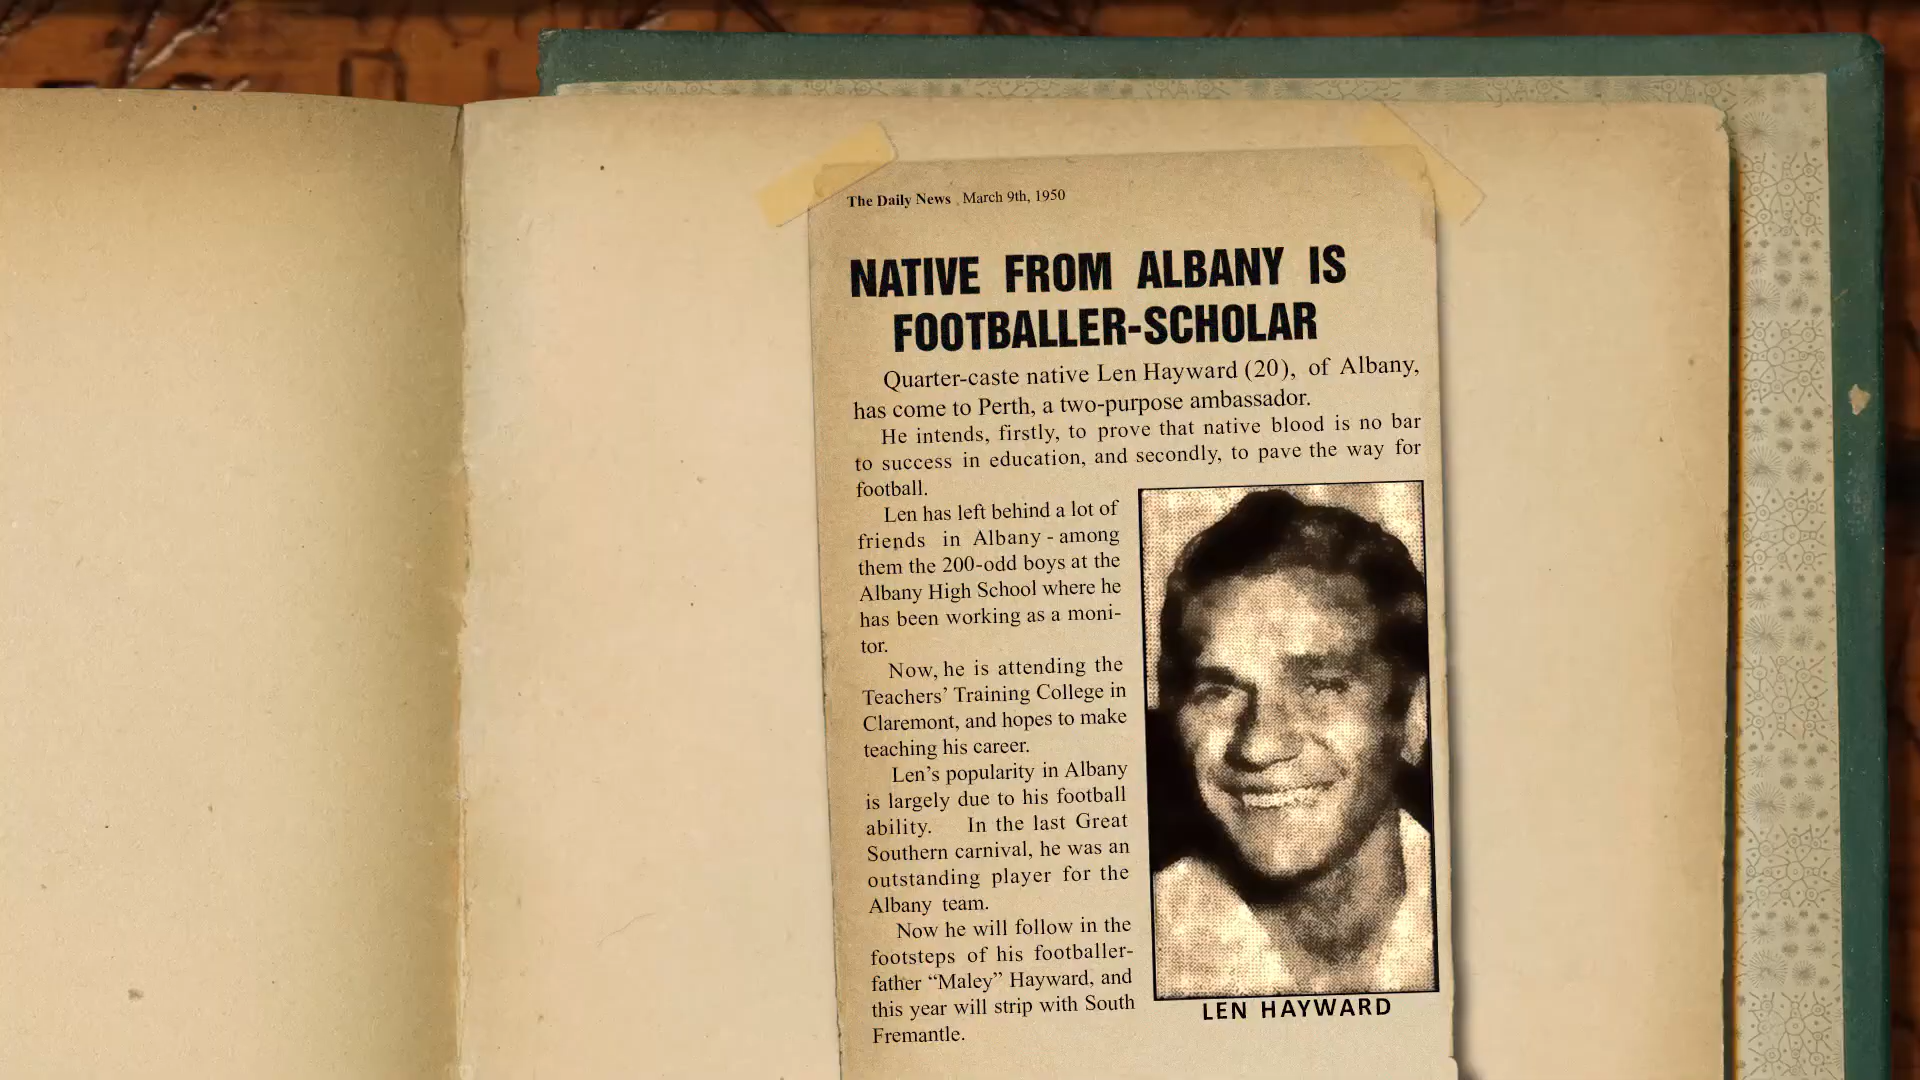 The Daily News , March 9th, 1950
NATIVE FROM ALBANY IS
FOOTBALLER-SCHOLAR
Quarter-caste native Len Hayward (20), of Albany,
has come to Perth, a two-purpose ambassador.
He intends, firstly, to prove that native blood is no bar
to success in education, and secondly, to pave the way for
football.
Len has left behind a lot of
friends in Albany - among
them the 200-odd boys at the
Albany High School where he
has been working as a moni-
tor.
Now, he is attending the
Teachers’ Training College in
Claremont, and hopes to make
teaching his career.
Len’s popularity in Albany
is largely due to his football
ability. In the last Great
Southern carnival, he was an
outstanding player for the
Albany team.
Now he will follow in the
footsteps of his footballer-
father “Maley” Hayward, and
this year will strip with South
Fremantle.
LEN HAYWARD